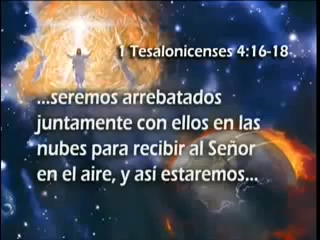 1 Tesalonicenses 4:16-18
...seremos arrebatados
juntamente con ellos en las
nubes para recibir al Señor
en el aire, y asi estaremos...